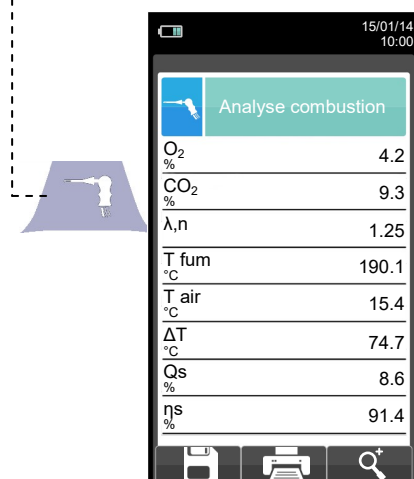 15/01/14
10:00
Analyse combustion
O₂
% 4.2
CO₂
% 9.3
λ,n 1.25
T fum
°C 190.1
T air
°C 15.4
ΔT
°C 74.7
Qs
% 8.6
ηs
% 91.4